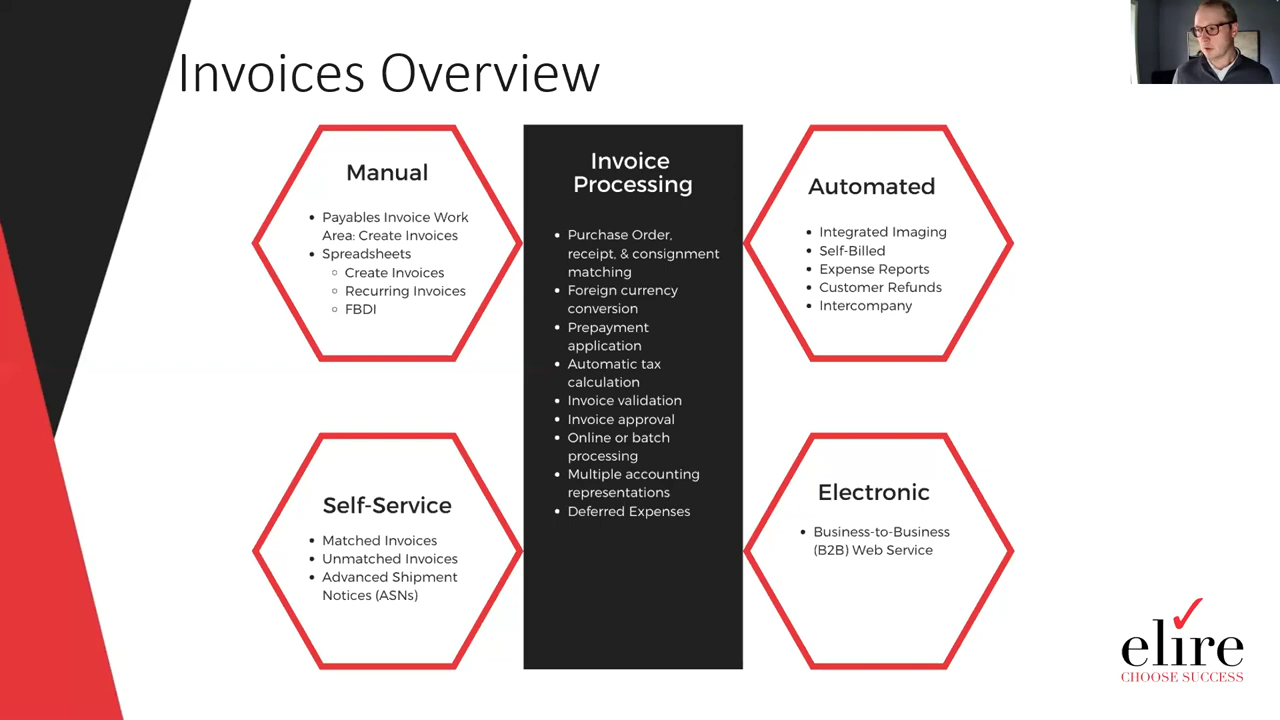 Invoices Overview
Manual
• Payables Invoice Work
Area: Create Invoices
• Spreadsheets
◦ Create Invoices
◦ Recurring Invoices
◦ FBDI
Invoice
Processing
• Purchase Order,
receipt, & consignment
matching
• Foreign currency
conversion
• Prepayment
application
• Automatic tax
calculation
• Invoice validation
• Invoice approval
• Online or batch
processing
• Multiple accounting
representations
• Deferred Expenses
Automated
• Integrated Imaging
• Self-Billed
• Expense Reports
• Customer Refunds
• Intercompany
Self-Service
• Matched Invoices
• Unmatched Invoices
• Advanced Shipment
Notices (ASNs)
Electronic
• Business-to-Business
(B2B) Web Service
elire
CHOOSE SUCCESS